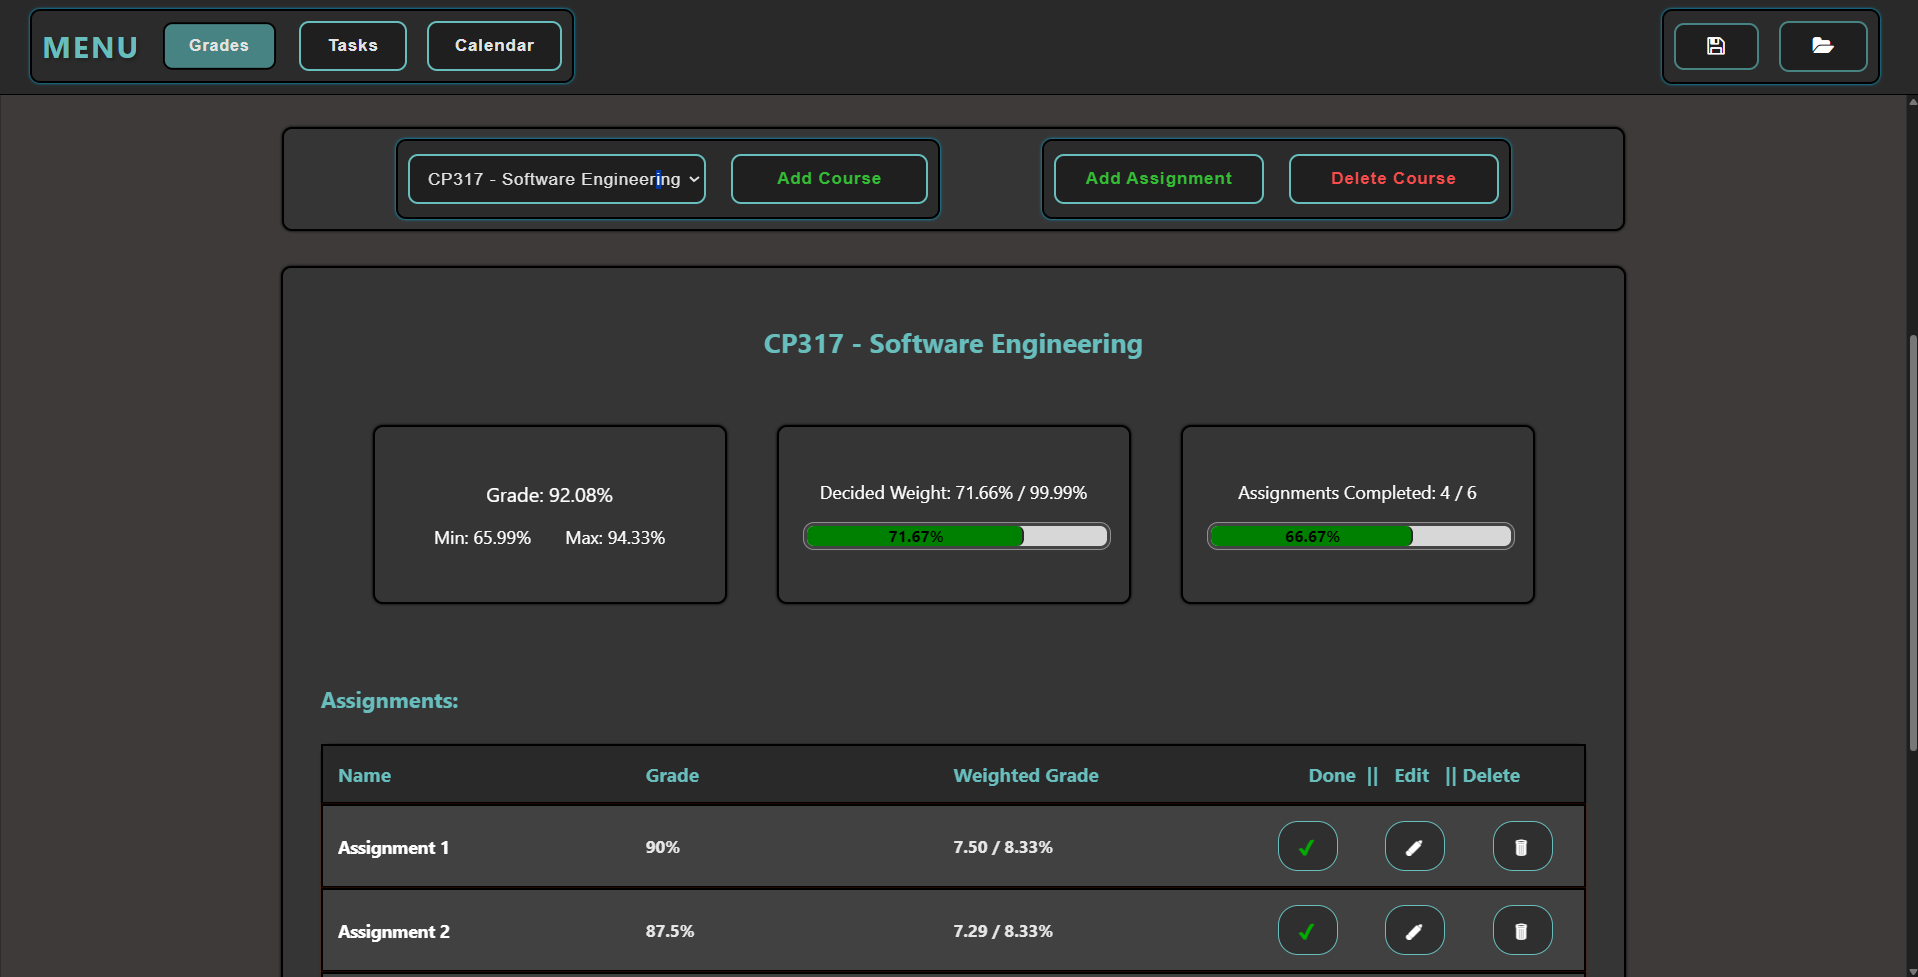 MENU Grades Tasks Calendar
CP317 - Software Engineering Add Course Add Assignment Delete Course
CP317 - Software Engineering
Grade: 92.08%
Min: 65.99% Max: 94.33%
Decided Weight: 71.66% / 99.99%
71.67%
Assignments Completed: 4 / 6
66.67%
Assignments:
Name Grade Weighted Grade Done || Edit || Delete
Assignment 1 90% 7.50 / 8.33%
Assignment 2 87.5% 7.29 / 8.33%